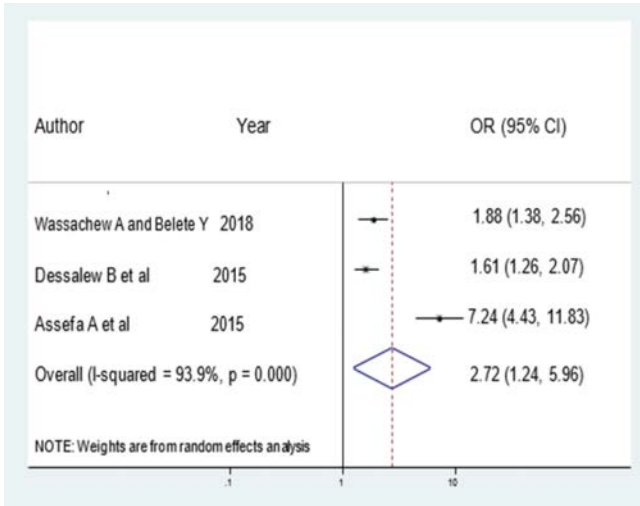 Author Year OR (95% CI)
Wassachew A and Belete Y 2018 1.88 (1.38, 2.56)
Dessalew B et al 2015 1.61 (1.26, 2.07)
Assefa A et al 2015 7.24 (4.43, 11.83)
Overall (I-squared = 93.9%, p = 0.000) 2.72 (1.24, 5.96)
NOTE: Weights are from random effects analysis
.1 1 10